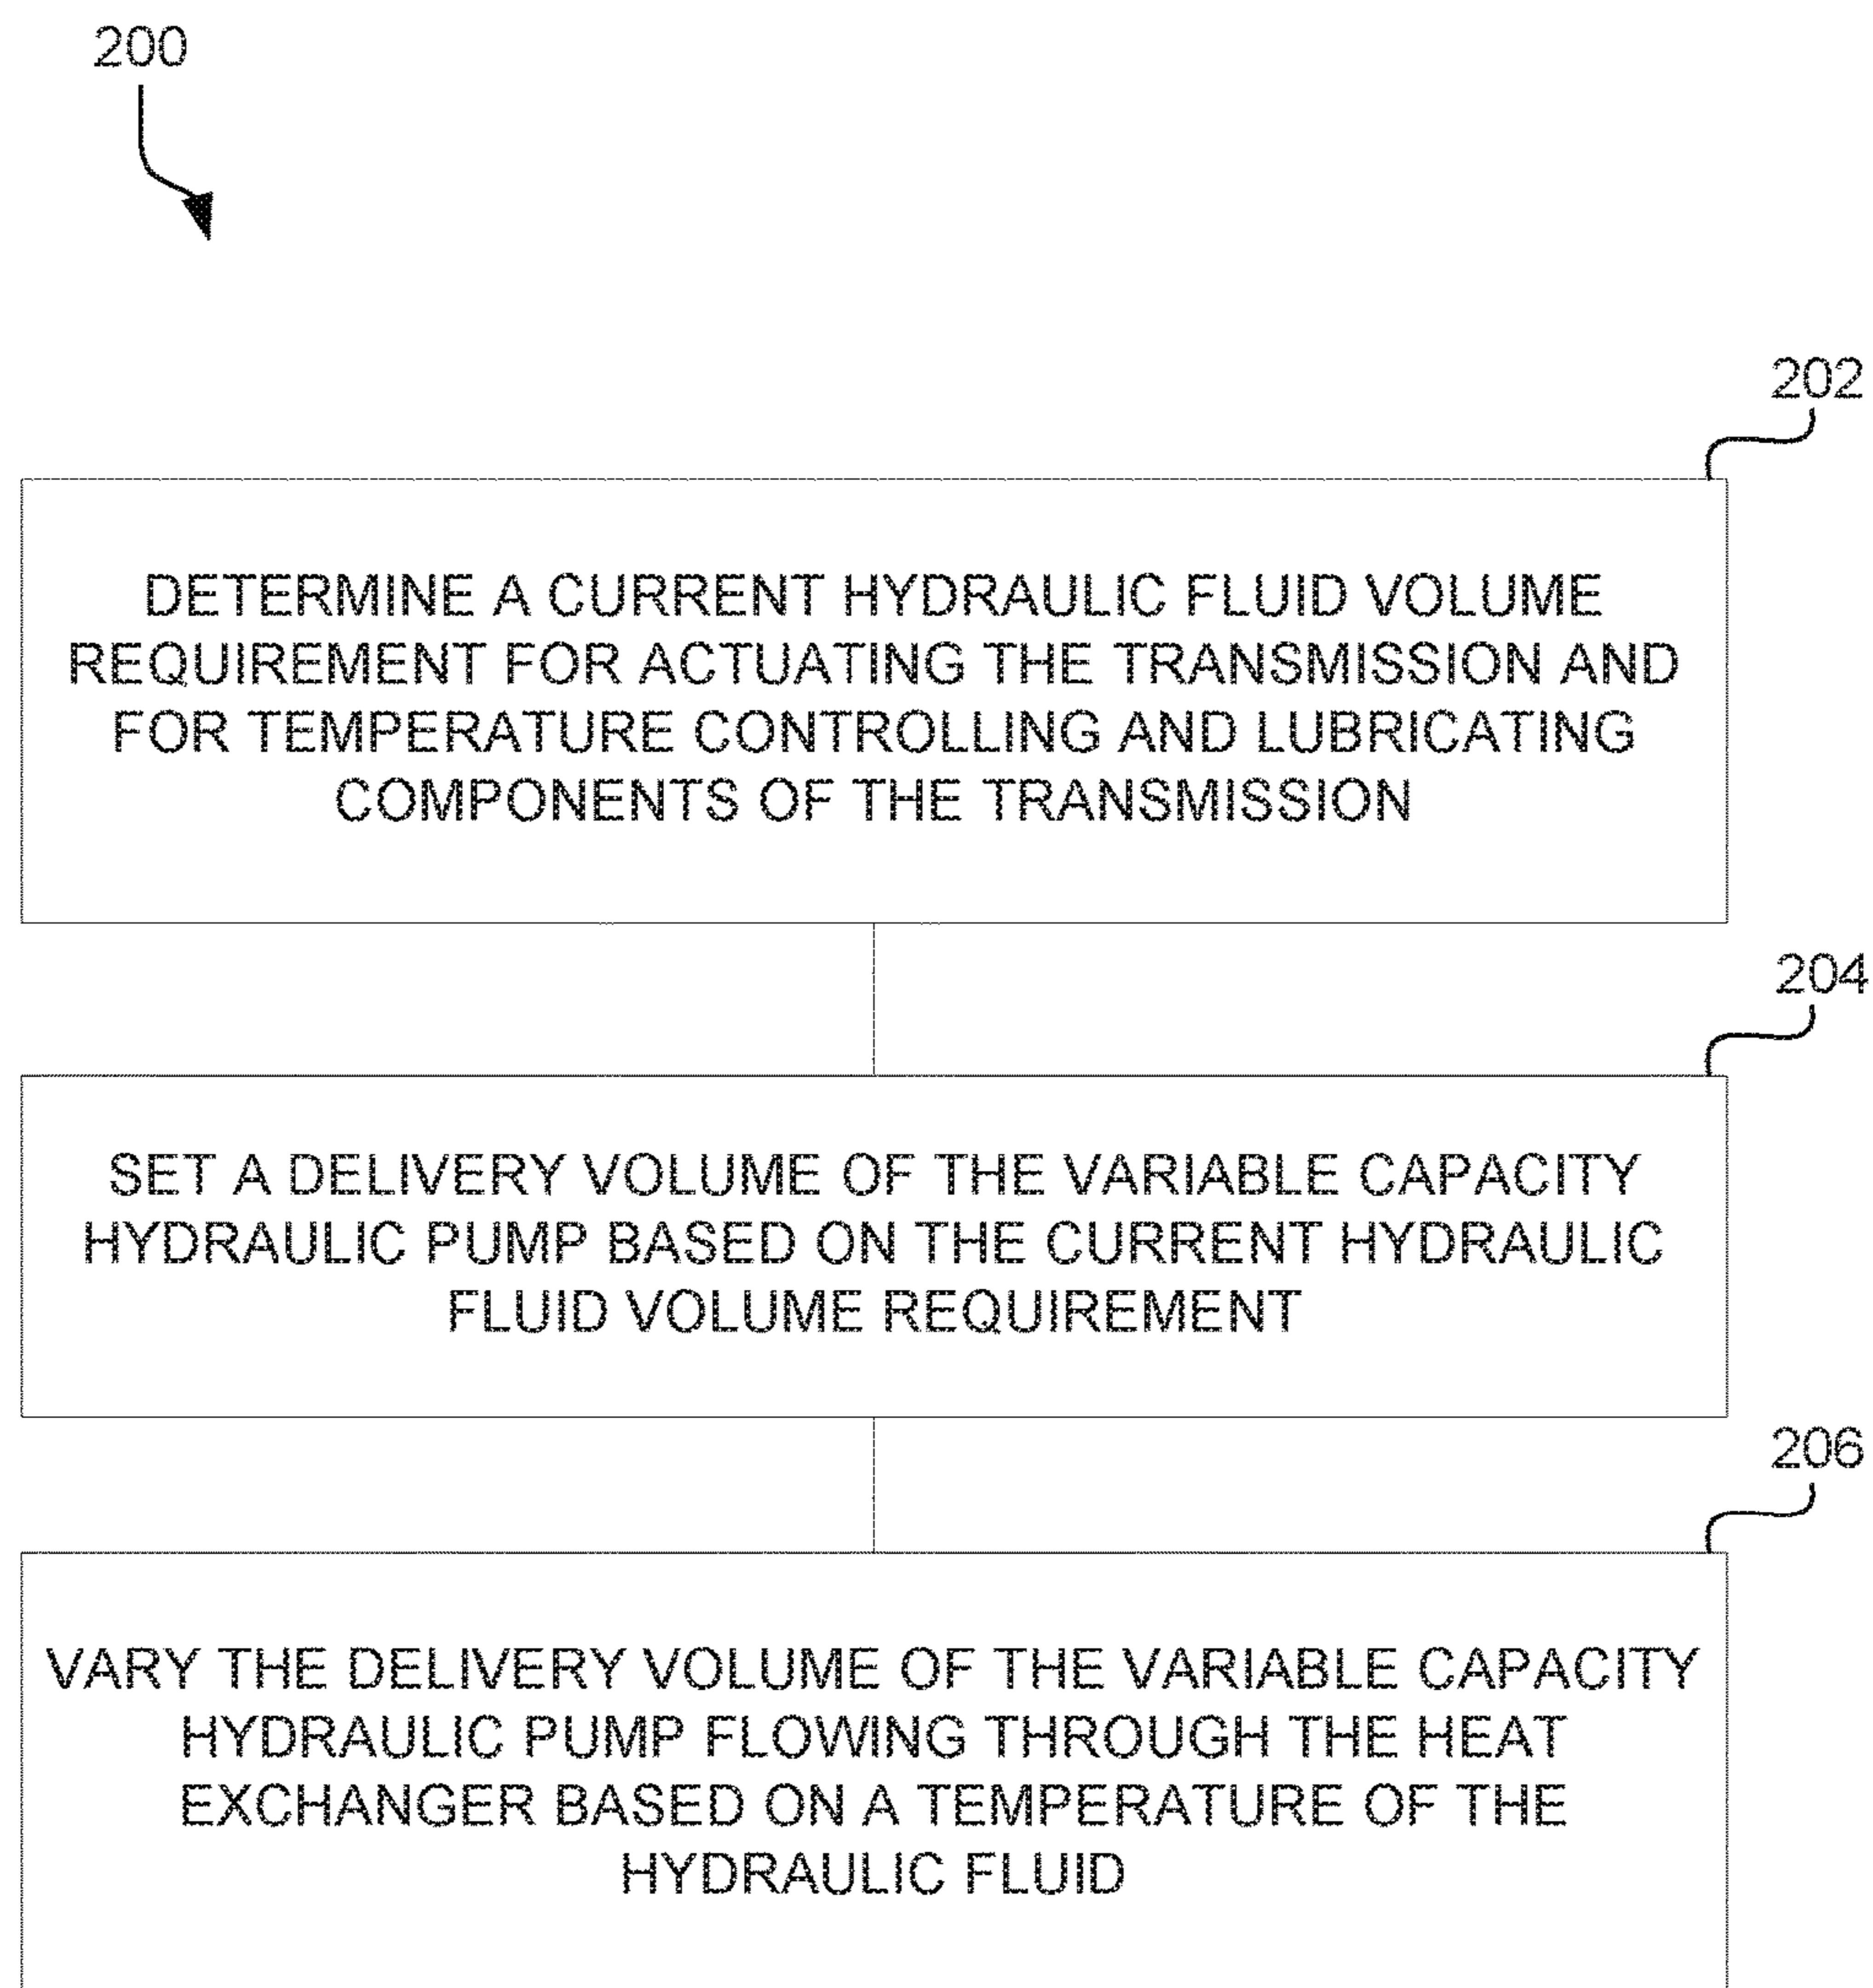 200
202
DETERMINE A CURRENT HYDRAULIC FLUID VOLUME
REQUIREMENT FOR ACTUATING THE TRANSMISSION AND
FOR TEMPERATURE CONTROLLING AND LUBRICATING
COMPONENTS OF THE TRANSMISSION
204
SET A DELIVERY VOLUME OF THE VARIABLE CAPACITY
HYDRAULIC PUMP BASED ON THE CURRENT HYDRAULIC
FLUID VOLUME REQUIREMENT
206
VARY THE DELIVERY VOLUME OF THE VARIABLE CAPACITY
HYDRAULIC PUMP FLOWING THROUGH THE HEAT
EXCHANGER BASED ON A TEMPERATURE OF THE
HYDRAULIC FLUID